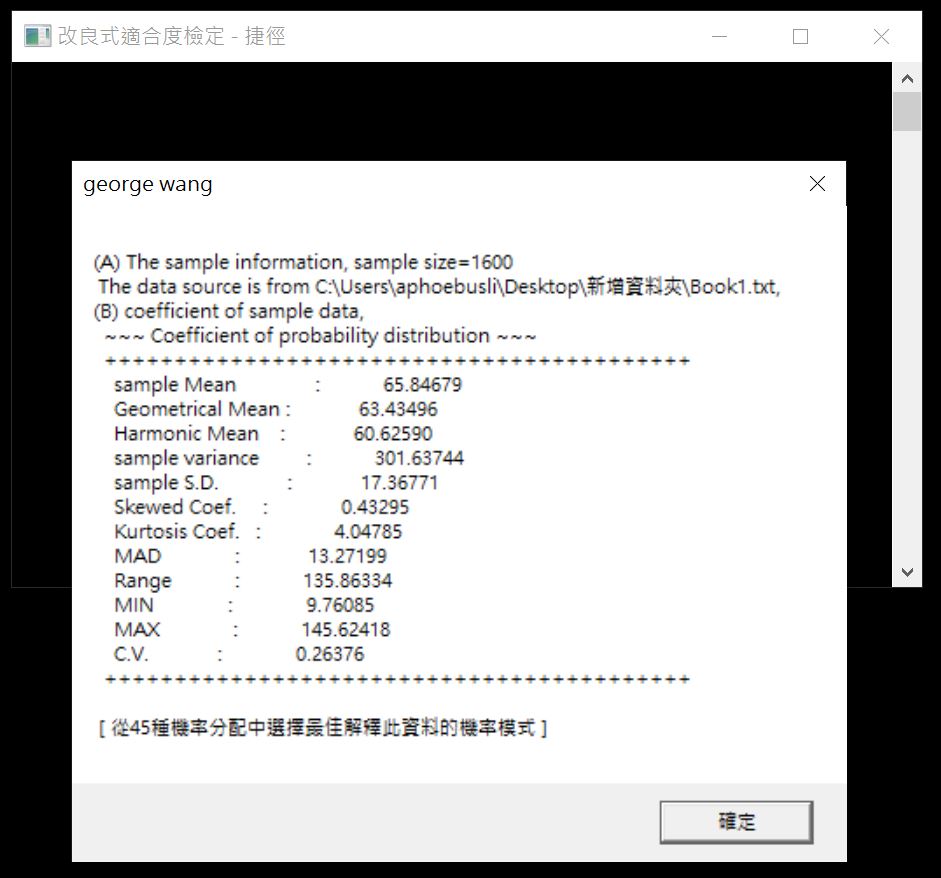 改良式適合度檢定 - 捷徑
george wang
(A) The sample information, sample size=1600
The data source is from C:\Users\aphoebusli\Desktop\新增資料夾\Book1.txt,
(B) coefficient of sample data,
~~~ Coefficient of probability distribution ~~~
++++++++++++++++++++++++++++++++++++++++++
sample Mean : 65.84679
Geometrical Mean : 63.43496
Harmonic Mean : 60.62590
sample variance : 301.63744
sample S.D. : 17.36771
Skewed Coef. : 0.43295
Kurtosis Coef. : 4.04785
MAD : 13.27199
Range : 135.86334
MIN : 9.76085
MAX : 145.62418
C.V. : 0.26376
++++++++++++++++++++++++++++++++++++++++++
[ 從45種機率分配中選擇最佳解釋此資料的機率模式 ]
確定